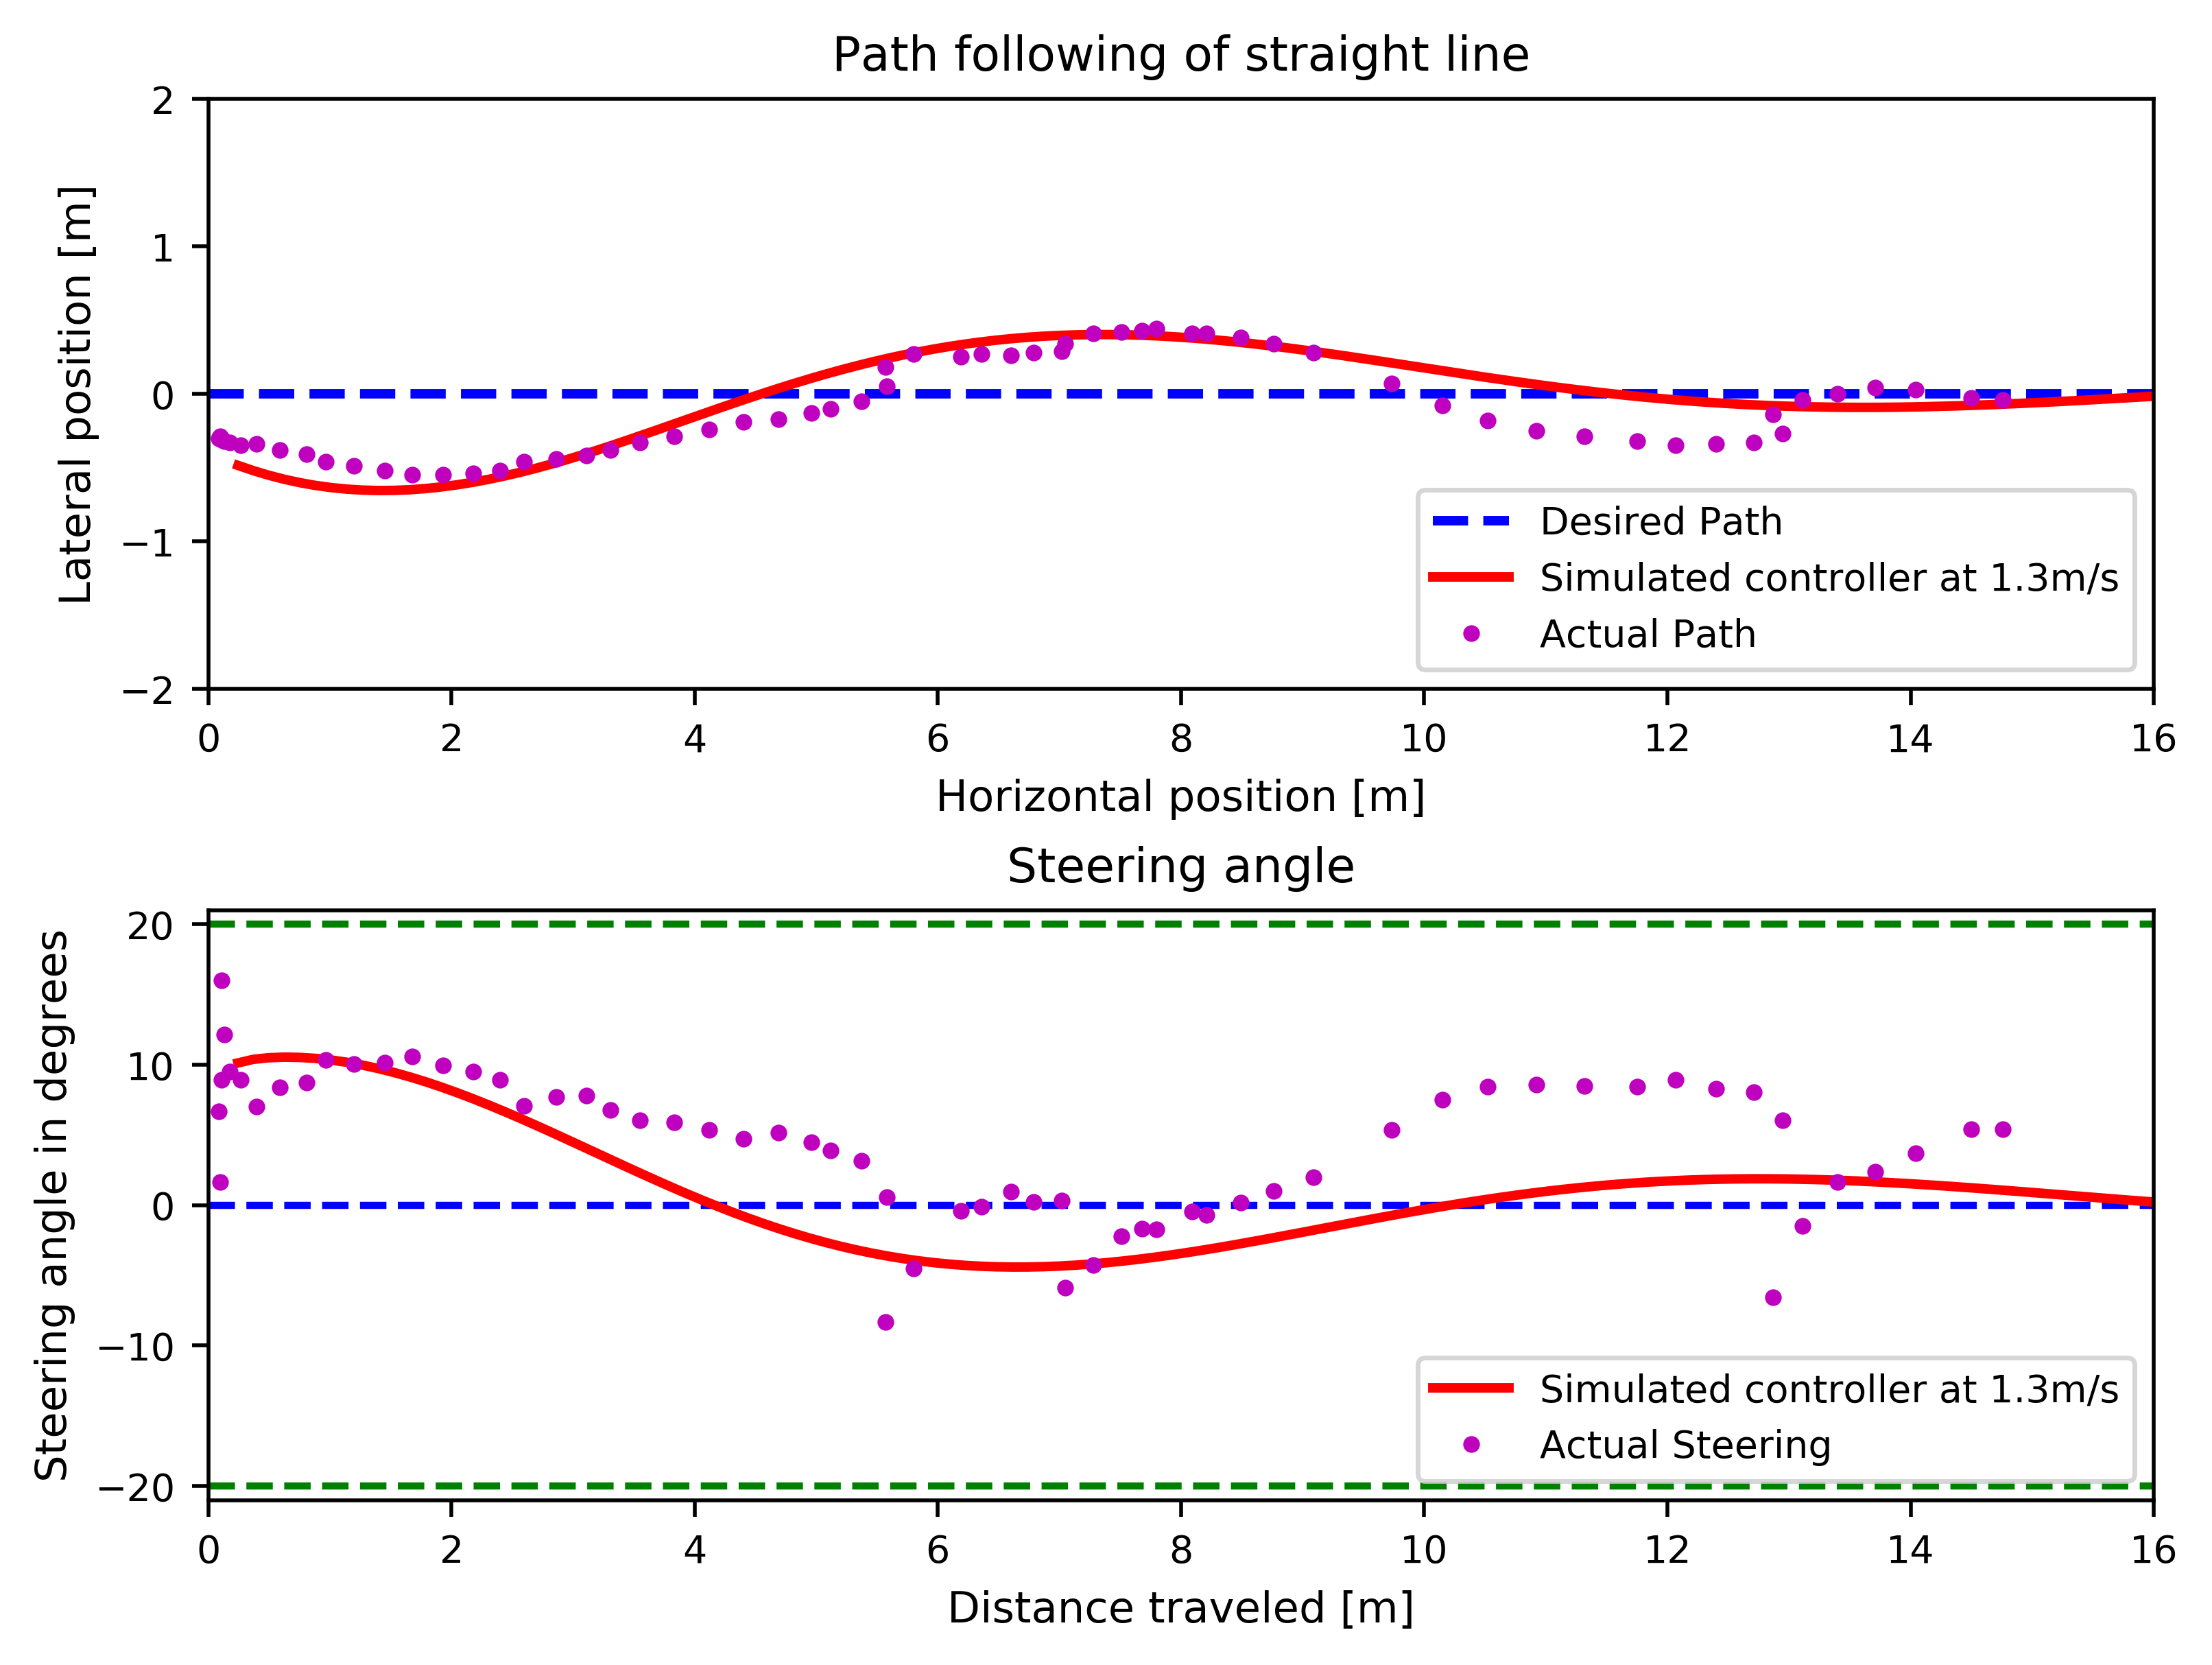 Path following of straight line
2
1
0
−1
−2
Lateral position [m]
Desired Path
Simulated controller at 1.3m/s
Actual Path
0 2 4 6 8 10 12 14 16
Horizontal position [m]
Steering angle
20
10
0
−10
−20
Steering angle in degrees
Simulated controller at 1.3m/s
Actual Steering
0 2 4 6 8 10 12 14 16
Distance traveled [m]